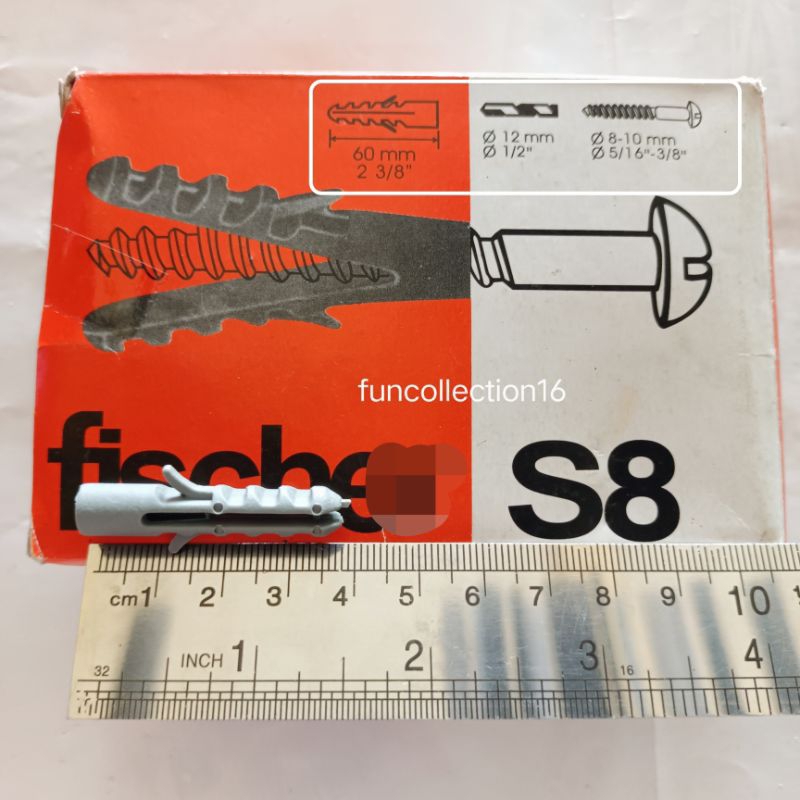 60 mm
2 3/8"
Ø 12 mm
Ø 1/2"
Ø 8-10 mm
Ø 5/16"-3/8"
funcollection16
fische
S8
cm 1 2 3 4 5 6 7 8 9 10
INCH 1 2 3 4
32 16